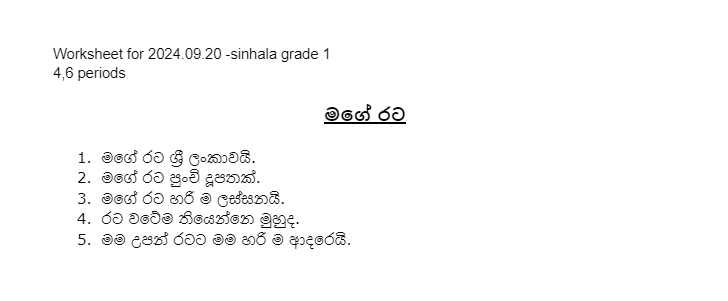 Worksheet for 2024.09.20 -sinhala grade 1
4,6 periods
මගේ රට
1. මගේ රට ශ්‍රී ලංකාවයි.
2. මගේ රට පුංචි දූපතක්.
3. මගේ රට හරි ම ලස්සනයි.
4. රට වටේම තියෙන්නෙ මුහුද.
5. මම උපන් රටට මම හරි ම ආදරෙයි.